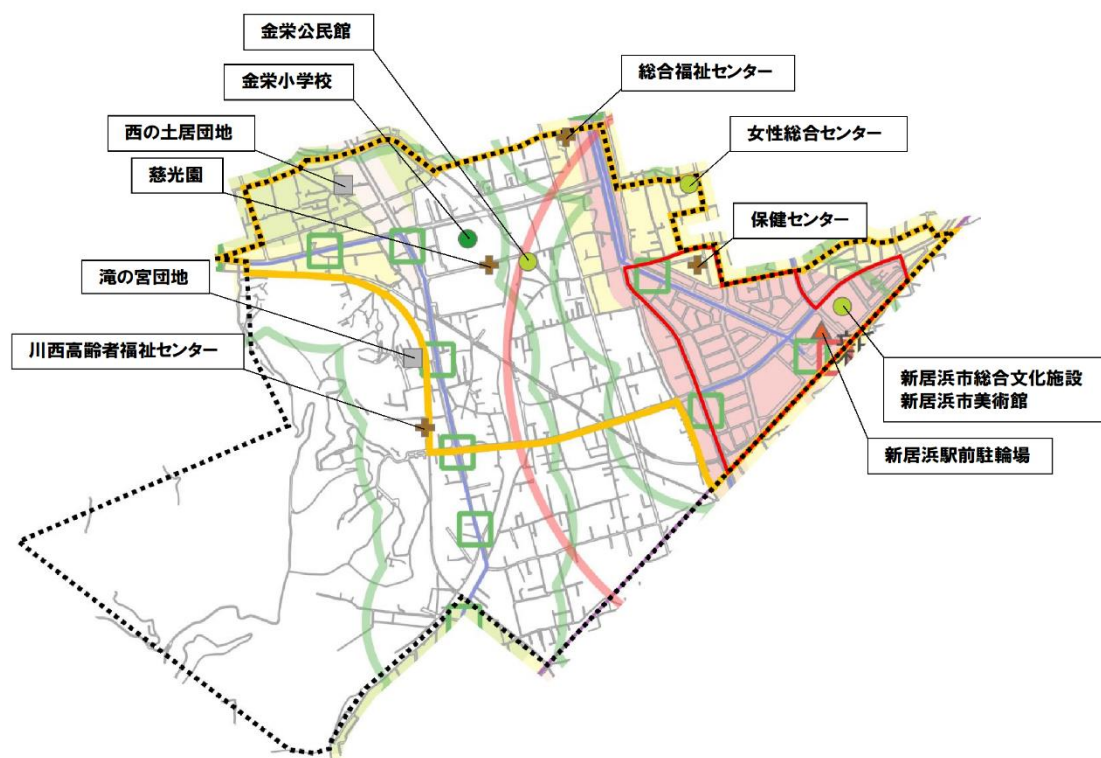 金栄公民館
金栄小学校
西の土居団地
慈光園
滝の宮団地
川西高齢者福祉センター
総合福祉センター
女性総合センター
保健センター
新居浜市総合文化施設
新居浜市美術館
新居浜駅前駐輪場